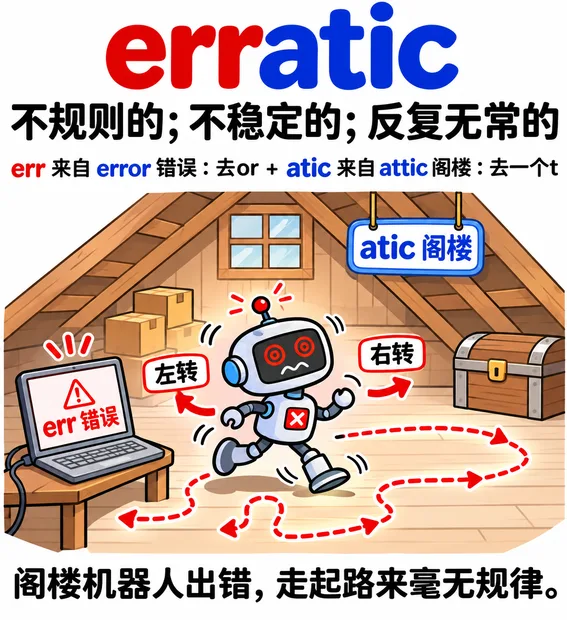 erratic
不规则的；不稳定的；反复无常的
err 来自 error 错误：去or + atic 来自 attic 阁楼：去一个t
atic 阁楼
左转
右转
err 错误
阁楼机器人出错，走起路来毫无规律。